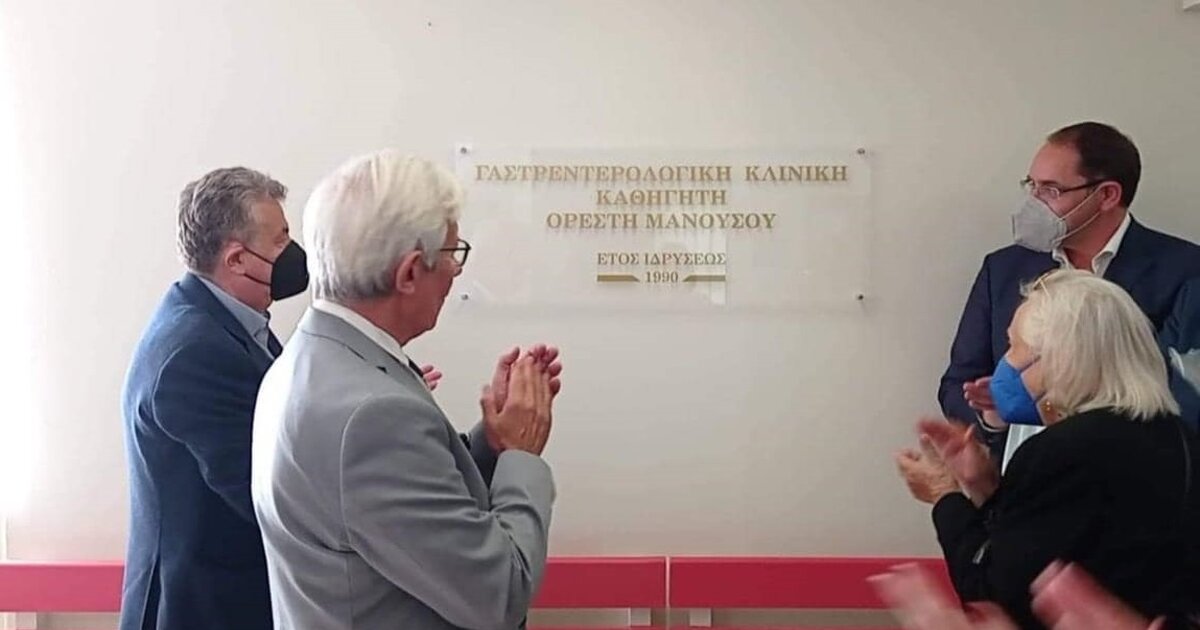 ΓΑΣΤΡΕΝΤΕΡΟΛΟΓΙΚΗ ΚΛΙΝΙΚΗ
ΚΑΘΗΓΗΤΗ
ΟΡΕΣΤΗ ΜΑΝΟΥΣΟΥ
ΕΤΟΣ ΙΔΡΥΣΕΩΣ
1990